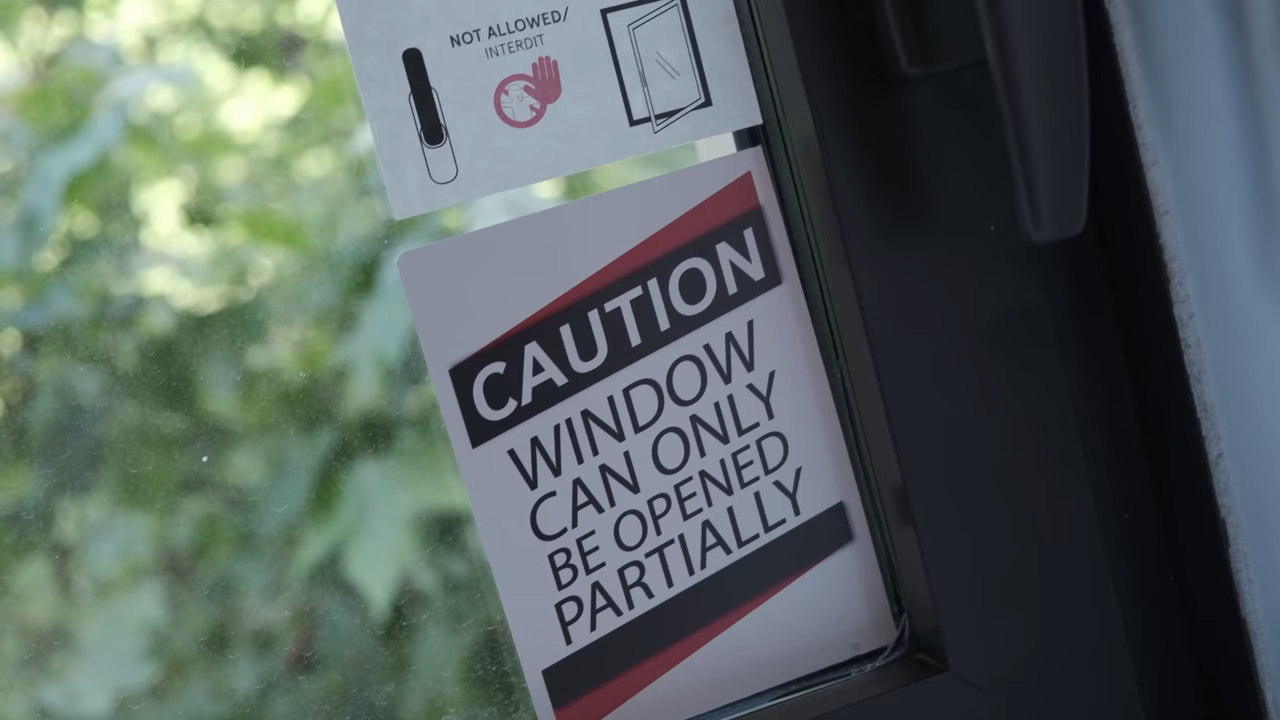 NOT ALLOWED/
INTERDIT
CAUTION
WINDOW
CAN ONLY
BE OPENED
PARTIALLY